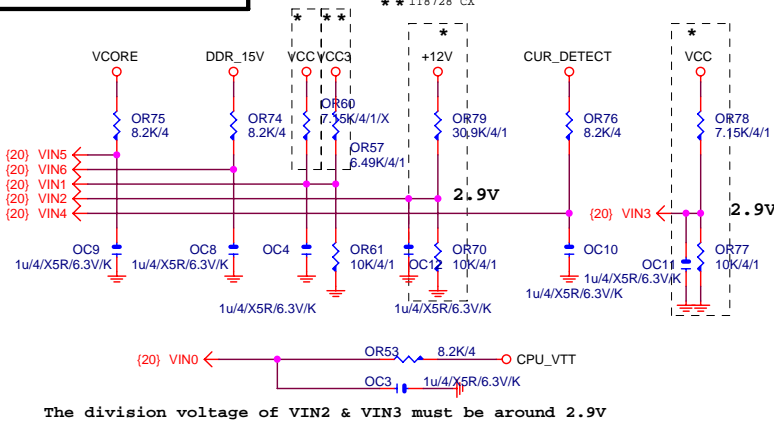 * * IT8728 CX
* ** * *
VCORE DDR_15V VCC VCC3 +12V CUR_DETECT VCC
OR75 8.2K/4
OR74 8.2K/4
OR60 7.15K/4/1/X
OR57 6.49K/4/1
OR79 30.9K/4/1
OR76 8.2K/4
OR78 7.15K/4/1
{20} VIN5
{20} VIN6
{20} VIN1
{20} VIN2
{20} VIN4
2.9V
{20} VIN3
2.9V
OC9 1u/4/X5R/6.3V/K
OC8 1u/4/X5R/6.3V/K
OC4 1u/4/X5R/6.3V/K
OR61 10K/4/1
OC12 1u/4/X5R/6.3V/K
OR70 10K/4/1
OC10 1u/4/X5R/6.3V/K
OC11 1u/4/X5R/6.3V/K
OR77 10K/4/1
{20} VIN0
OR53 8.2K/4
CPU_VTT
OC3 1u/4/X5R/6.3V/K
The division voltage of VIN2 & VIN3 must be around 2.9V